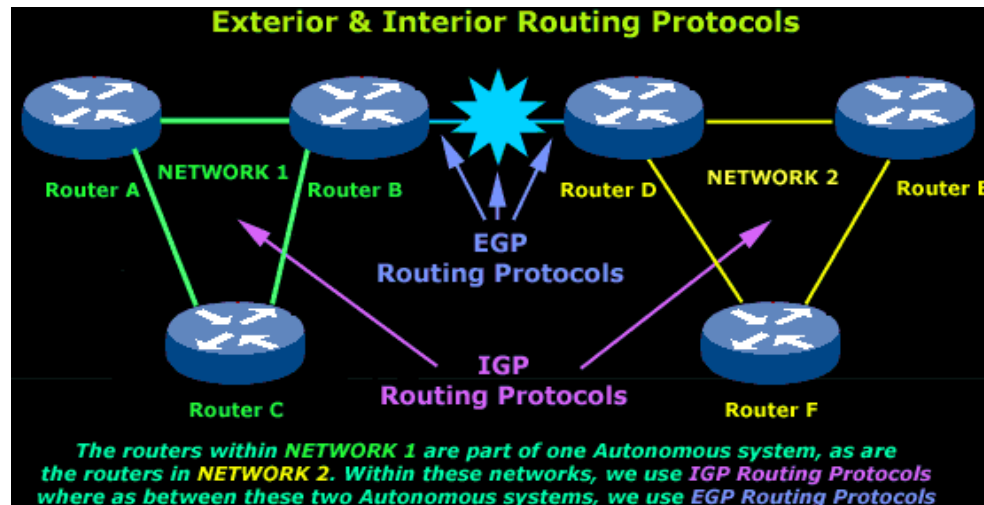 Exterior & Interior Routing Protocols
NETWORK 1
Router A
Router B
Router D
NETWORK 2
Router E
EGP
Routing Protocols
IGP
Routing Protocols
Router C
Router F
The routers within NETWORK 1 are part of one Autonomous system, as are
the routers in NETWORK 2. Within these networks, we use IGP Routing Protocols
where as between these two Autonomous systems, we use EGP Routing Protocols